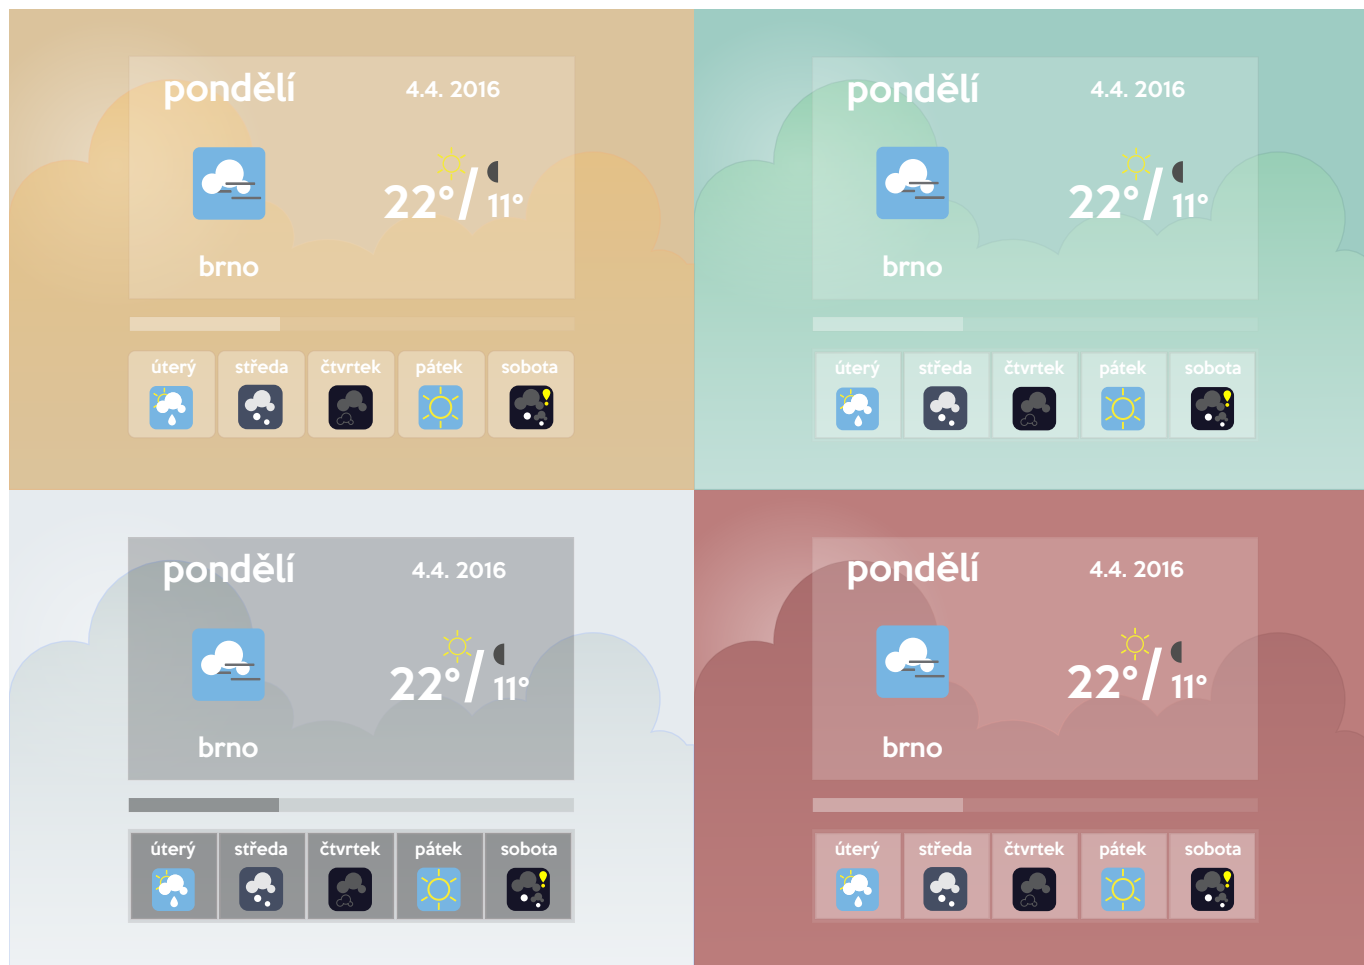 pondělí 4.4. 2016
22°/ 11°
brno
úterý středa čtvrtek pátek sobota
pondělí 4.4. 2016
22°/ 11°
brno
úterý středa čtvrtek pátek sobota
pondělí 4.4. 2016
22°/ 11°
brno
úterý středa čtvrtek pátek sobota
pondělí 4.4. 2016
22°/ 11°
brno
úterý středa čtvrtek pátek sobota